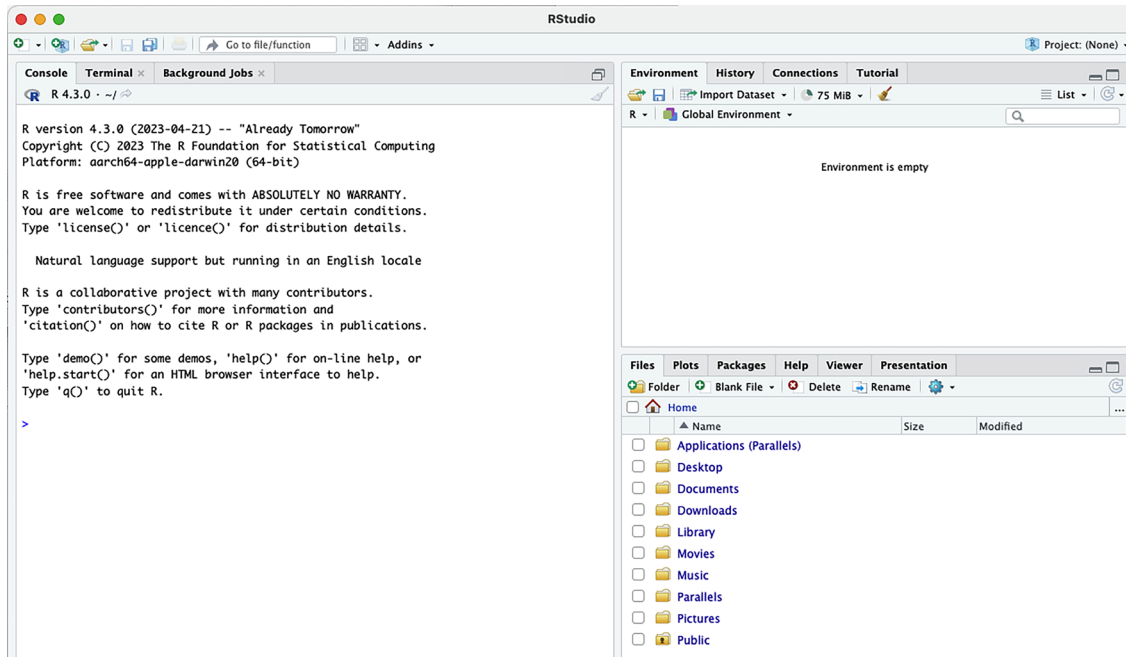 RStudio
Go to file/function
Addins
Project: (None)
Console Terminal Background Jobs
R 4.3.0 · ~/
R version 4.3.0 (2023-04-21) -- "Already Tomorrow"
Copyright (C) 2023 The R Foundation for Statistical Computing
Platform: aarch64-apple-darwin20 (64-bit)
R is free software and comes with ABSOLUTELY NO WARRANTY.
You are welcome to redistribute it under certain conditions.
Type 'license()' or 'licence()' for distribution details.
Natural language support but running in an English locale
R is a collaborative project with many contributors.
Type 'contributors()' for more information and
'citation()' on how to cite R or R packages in publications.
Type 'demo()' for some demos, 'help()' for on-line help, or
'help.start()' for an HTML browser interface to help.
Type 'q()' to quit R.
>
Environment History Connections Tutorial
Import Dataset 75 MiB List
R Global Environment
Environment is empty
Files Plots Packages Help Viewer Presentation
Folder Blank File Delete Rename
Home ...
Name Size Modified
Applications (Parallels)
Desktop
Documents
Downloads
Library
Movies
Music
Parallels
Pictures
Public